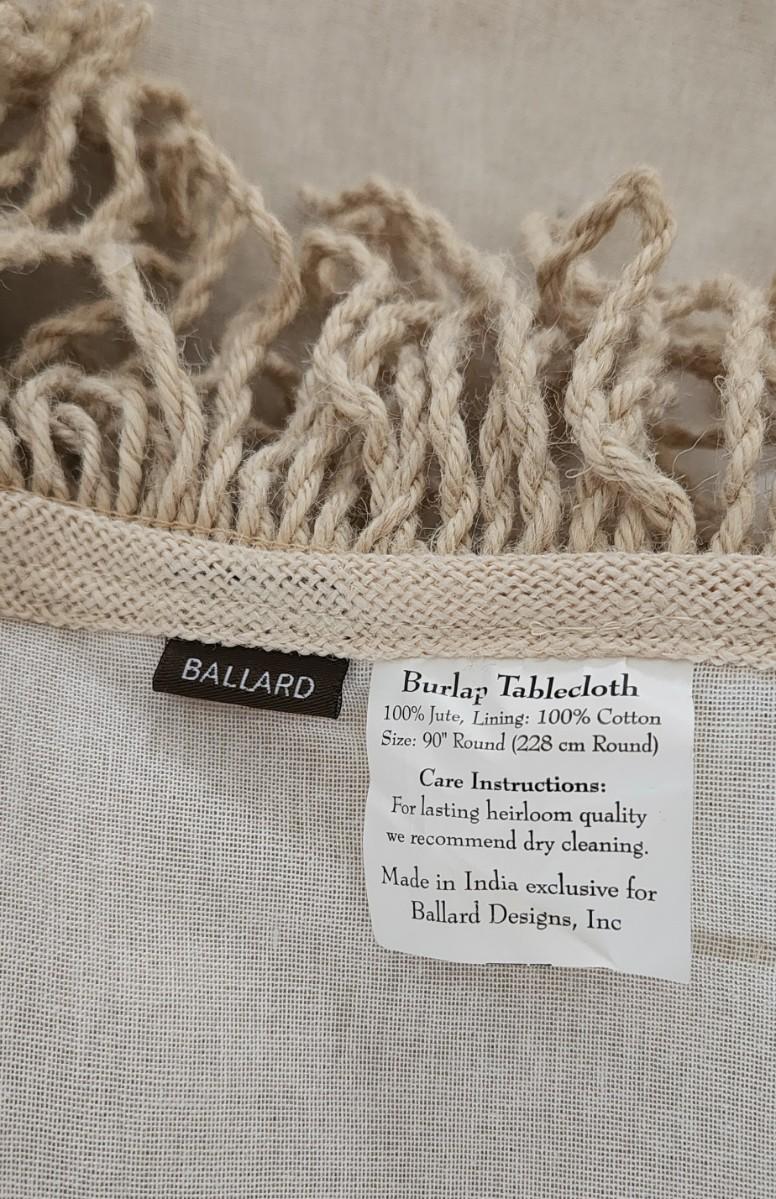 BALLARD
Burlap Tablecloth
100% Jute, Lining: 100% Cotton
Size: 90" Round (228 cm Round)
Care Instructions:
For lasting heirloom quality
we recommend dry cleaning.
Made in India exclusive for
Ballard Designs, Inc